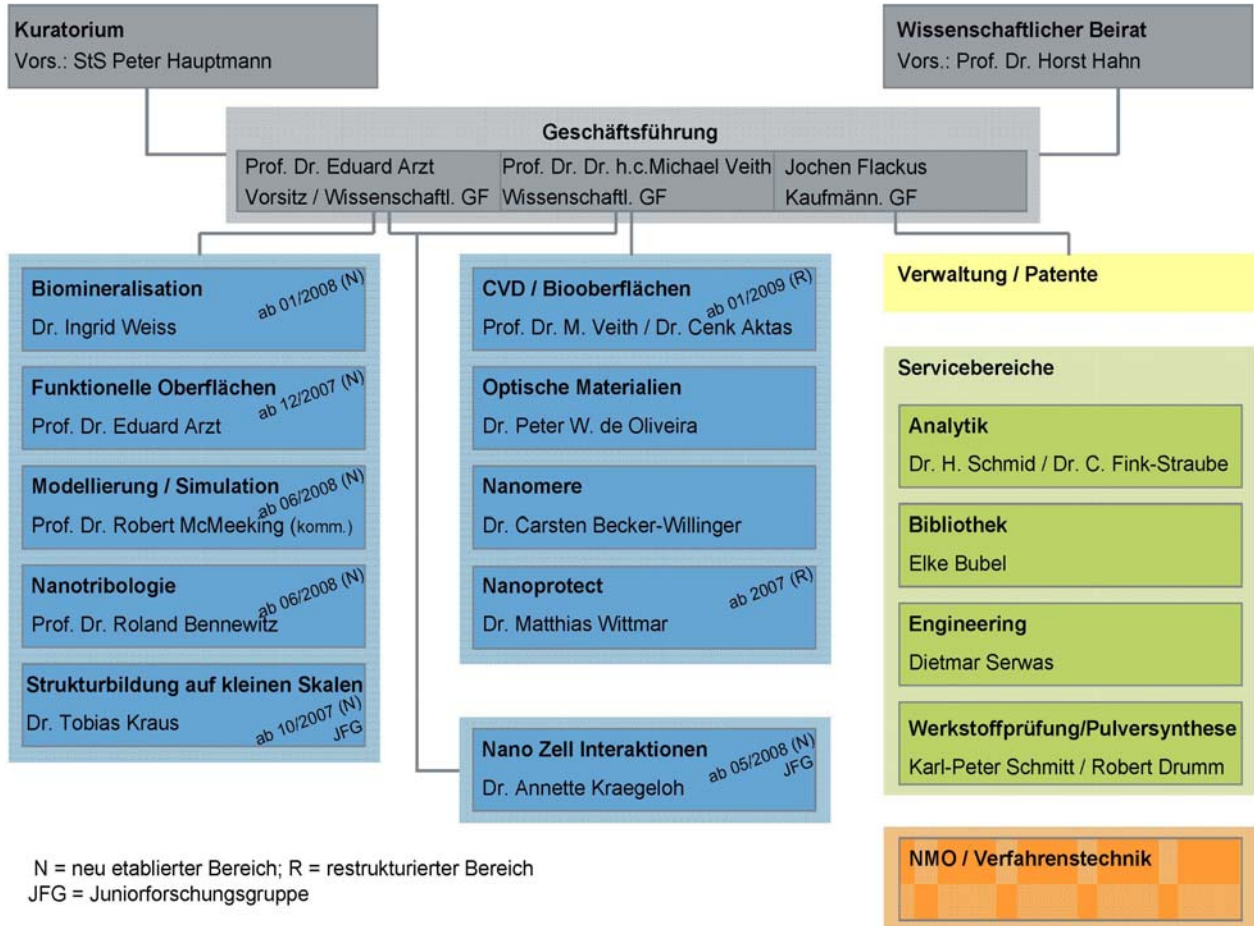 Kuratorium
Vors.: StS Peter Hauptmann
Wissenschaftlicher Beirat
Vors.: Prof. Dr. Horst Hahn
Geschäftsführung
Prof. Dr. Eduard Arzt
Vorsitz / Wissenschaftl. GF
Prof. Dr. Dr. h.c.Michael Veith
Wissenschaftl. GF
Jochen Flackus
Kaufmänn. GF
Biomineralisation
ab 01/2008 (N)
Dr. Ingrid Weiss
Funktionelle Oberflächen
ab 12/2007 (N)
Prof. Dr. Eduard Arzt
Modellierung / Simulation
ab 06/2008 (N)
Prof. Dr. Robert McMeeking (komm.)
Nanotribologie
ab 06/2008 (N)
Prof. Dr. Roland Bennewitz
Strukturbildung auf kleinen Skalen
Dr. Tobias Kraus
ab 10/2007 (N)
JFG
CVD / Biooberflächen
ab 01/2009 (R)
Prof. Dr. M. Veith / Dr. Cenk Aktas
Optische Materialien
Dr. Peter W. de Oliveira
Nanomere
Dr. Carsten Becker-Willinger
Nanoprotect
ab 2007 (R)
Dr. Matthias Wittmar
Nano Zell Interaktionen
ab 05/2008 (N)
JFG
Dr. Annette Kraegeloh
Verwaltung / Patente
Servicebereiche
Analytik
Dr. H. Schmid / Dr. C. Fink-Straube
Bibliothek
Elke Bubel
Engineering
Dietmar Serwas
Werkstoffprüfung/Pulversynthese
Karl-Peter Schmitt / Robert Drumm
NMO / Verfahrenstechnik
N = neu etablierter Bereich; R = restrukturierter Bereich
JFG = Juniorforschungsgruppe